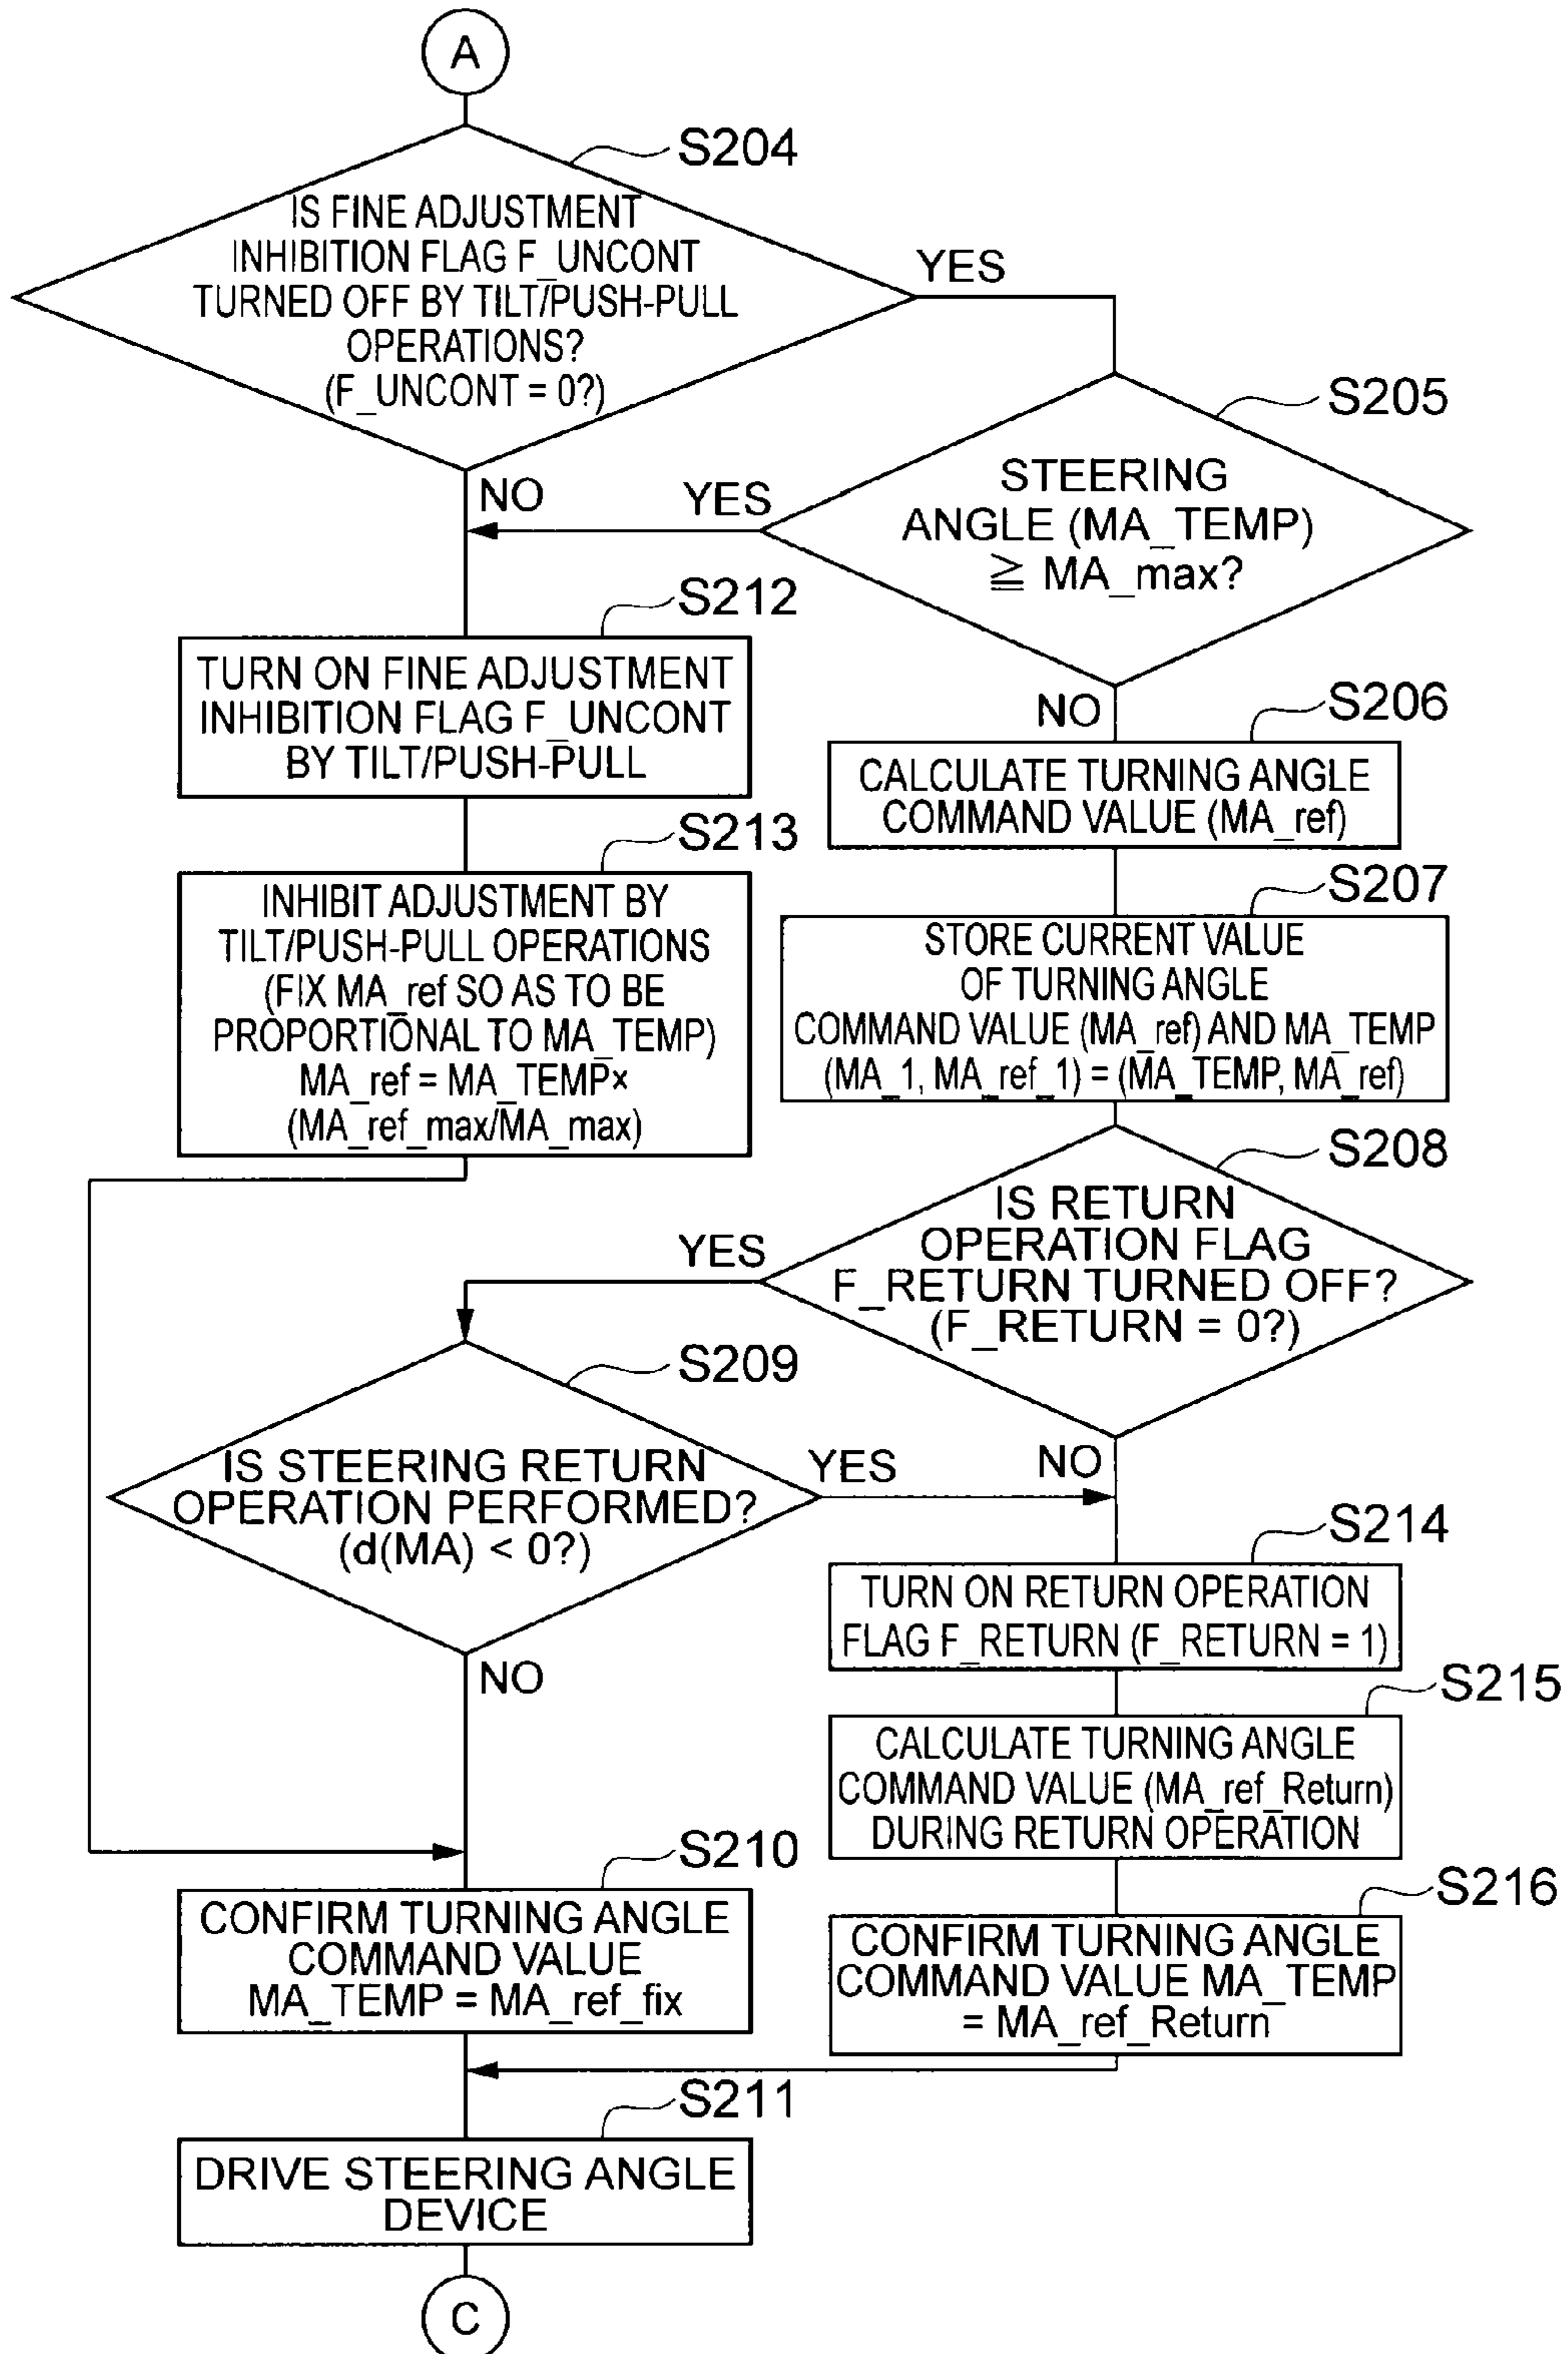 A
S204
IS FINE ADJUSTMENT
INHIBITION FLAG F_UNCONT
TURNED OFF BY TILT/PUSH-PULL
OPERATIONS?
(F_UNCONT = 0?)
YES
NO
S205
STEERING
ANGLE (MA_TEMP)
≧ MA_max?
YES
NO
S212
TURN ON FINE ADJUSTMENT
INHIBITION FLAG F_UNCONT
BY TILT/PUSH-PULL
S206
CALCULATE TURNING ANGLE
COMMAND VALUE (MA_ref)
S213
INHIBIT ADJUSTMENT BY
TILT/PUSH-PULL OPERATIONS
(FIX MA_ref SO AS TO BE
PROPORTIONAL TO MA_TEMP)
MA_ref = MA_TEMP×
(MA_ref_max/MA_max)
S207
STORE CURRENT VALUE
OF TURNING ANGLE
COMMAND VALUE (MA_ref) AND MA_TEMP
(MA_1, MA_ref_1) = (MA_TEMP, MA_ref)
S208
IS RETURN
OPERATION FLAG
F_RETURN TURNED OFF?
(F_RETURN = 0?)
YES
NO
S209
IS STEERING RETURN
OPERATION PERFORMED?
(d(MA) < 0?)
YES
NO
S214
TURN ON RETURN OPERATION
FLAG F_RETURN (F_RETURN = 1)
S215
CALCULATE TURNING ANGLE
COMMAND VALUE (MA_ref_Return)
DURING RETURN OPERATION
S210
CONFIRM TURNING ANGLE
COMMAND VALUE
MA_TEMP = MA_ref_fix
S216
CONFIRM TURNING ANGLE
COMMAND VALUE MA_TEMP
= MA_ref_Return
S211
DRIVE STEERING ANGLE
DEVICE
C